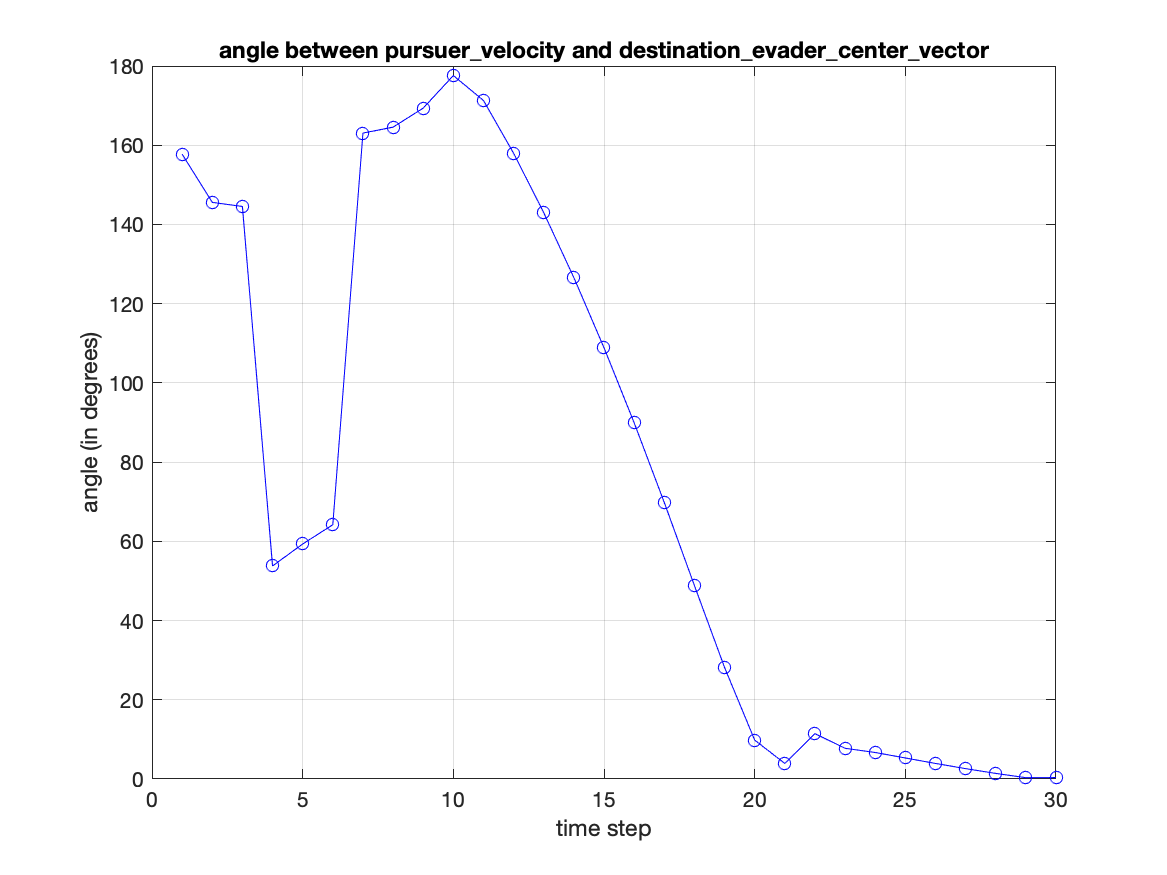 angle between pursuer_velocity and destination_evader_center_vector
180
160
140
120
100
80
60
40
20
0
angle (in degrees)
0 5 10 15 20 25 30
time step